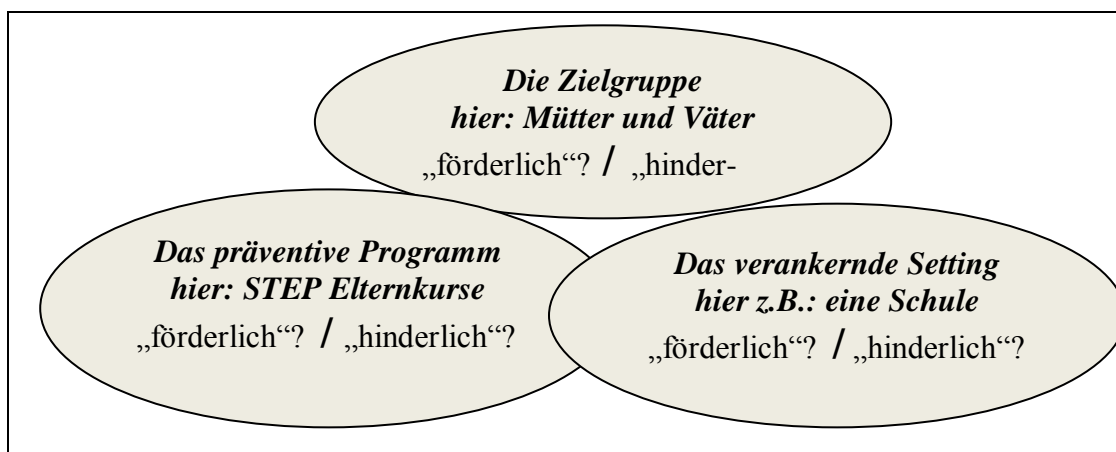 Die Zielgruppe
hier: Mütter und Väter
„förderlich“? / „hinder-
Das präventive Programm
hier: STEP Elternkurse
„förderlich“? / „hinderlich“?
Das verankernde Setting
hier z.B.: eine Schule
„förderlich“? / „hinderlich“?